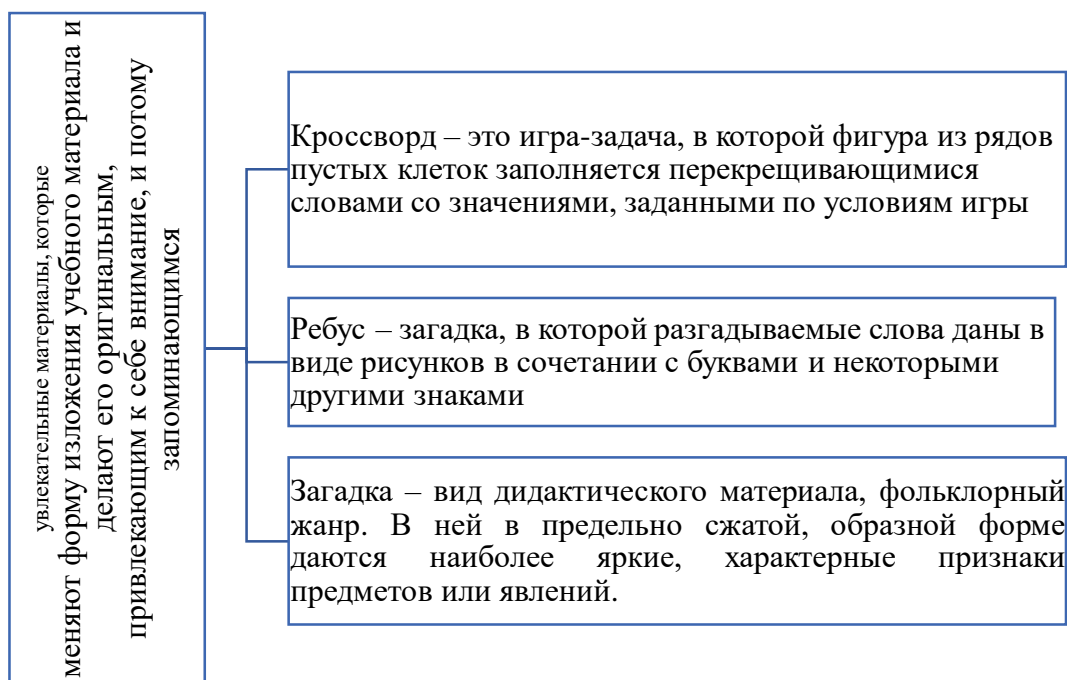 увлекательные материалы, которые
меняют форму изложения учебного материала и
делают его оригинальным,
привлекающим к себе внимание, и потому
запоминающимся
Кроссворд – это игра-задача, в которой фигура из рядов
пустых клеток заполняется перекрещивающимися
словами со значениями, заданными по условиям игры
Ребус – загадка, в которой разгадываемые слова даны в
виде рисунков в сочетании с буквами и некоторыми
другими знаками
Загадка – вид дидактического материала, фольклорный
жанр. В ней в предельно сжатой, образной форме
даются наиболее яркие, характерные признаки
предметов или явлений.